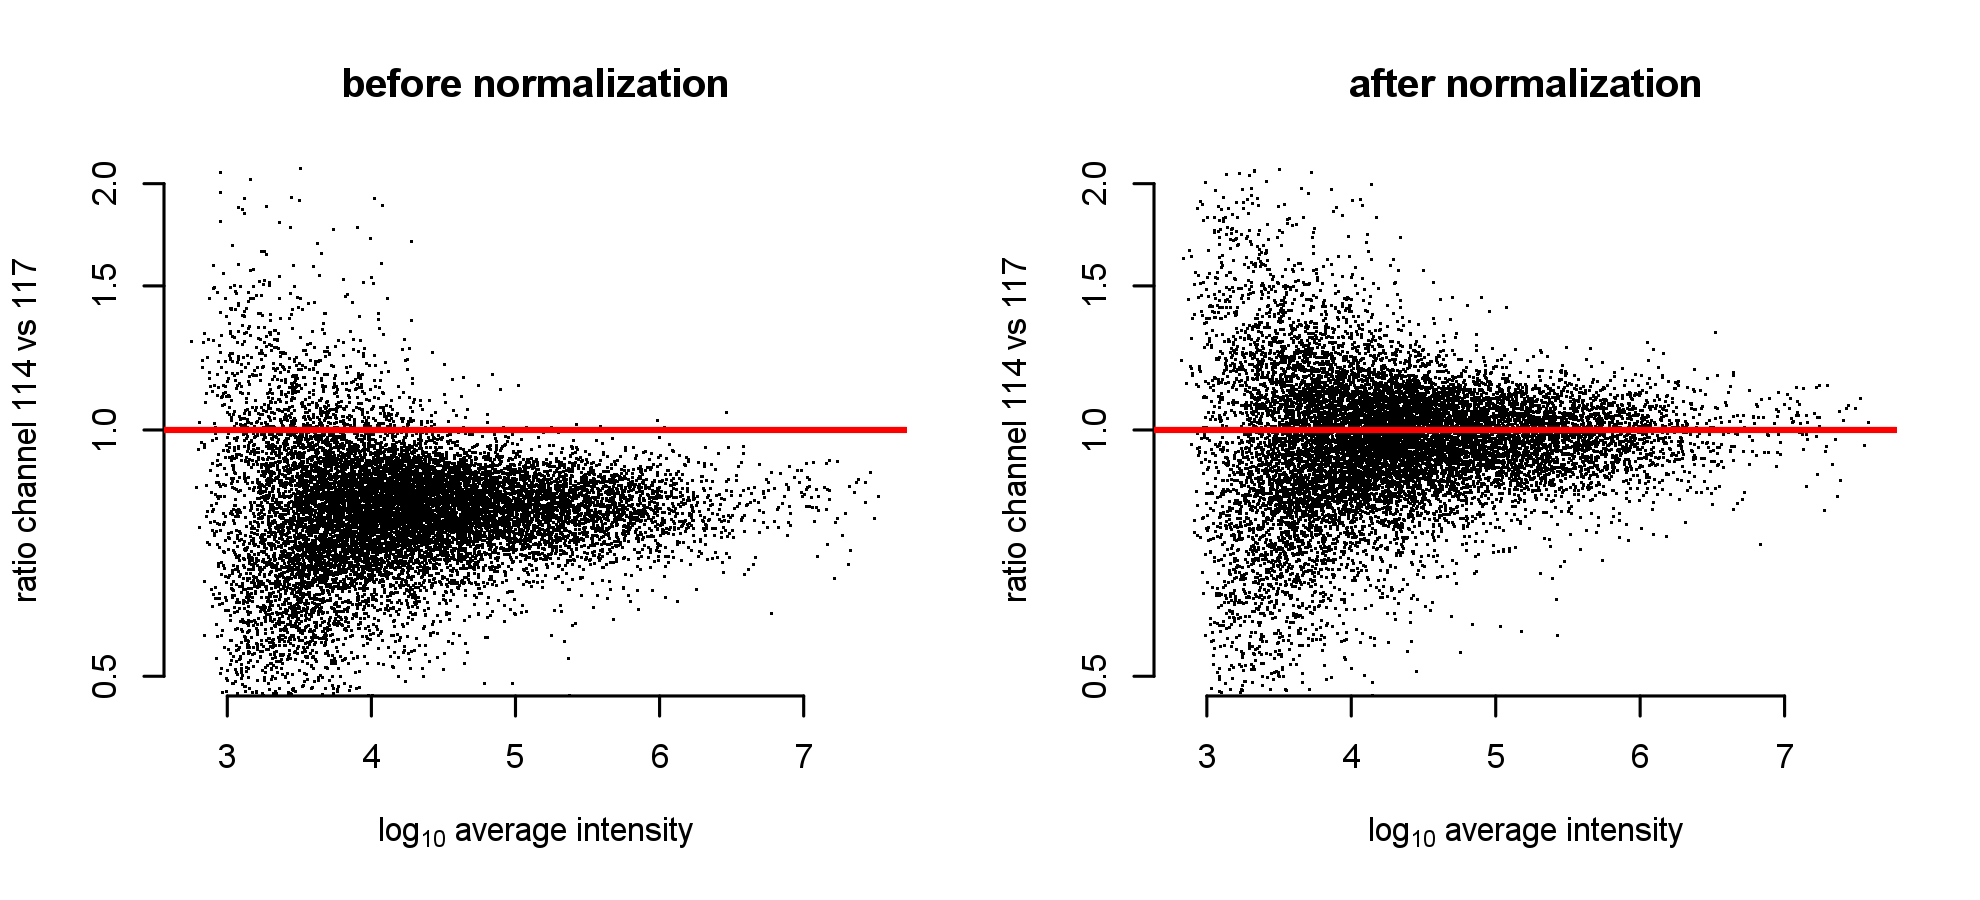 before normalization
ratio channel 114 vs 117
2.0
1.5
1.0
0.5
3 4 5 6 7
log10 average intensity
after normalization
ratio channel 114 vs 117
2.0
1.5
1.0
0.5
3 4 5 6 7
log10 average intensity